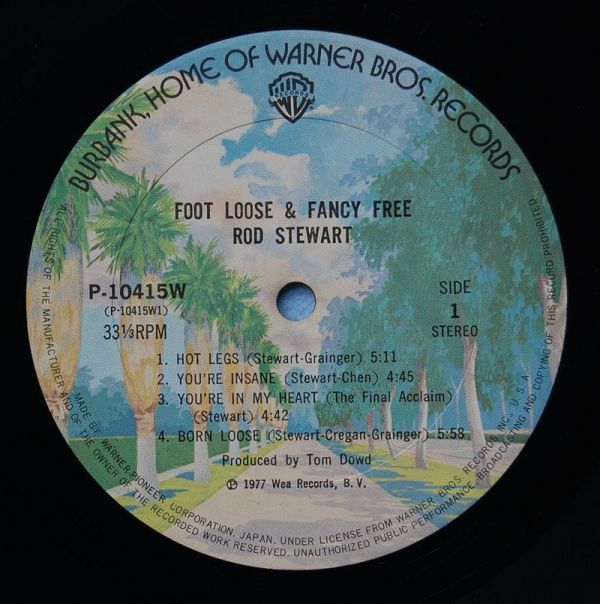 BURBANK, HOME OF WARNER BROS. RECORDS
WB
RECORDS
FOOT LOOSE & FANCY FREE
ROD STEWART
P-10415W
(P-10415W1)
33⅓RPM
SIDE
1
STEREO
1. HOT LEGS (Stewart-Grainger) 5:11
2. YOU'RE INSANE (Stewart-Chen) 4:45
3. YOU'RE IN MY HEART (The Final Acclaim)
(Stewart) 4:42
4. BORN LOOSE (Stewart-Cregan-Grainger) 5:58
Produced by Tom Dowd
℗ 1977 Wea Records, B. V.
MADE BY WARNER-PIONEER CORPORATION, JAPAN, UNDER LICENSE FROM WARNER BROS. RECORDS INC., U.S.A.
ALL RIGHTS OF THE MANUFACTURER AND OF THE OWNER OF THE RECORDED WORK RESERVED. UNAUTHORIZED PUBLIC PERFORMANCE, BROADCASTING AND COPYING OF THIS RECORD PROHIBITED